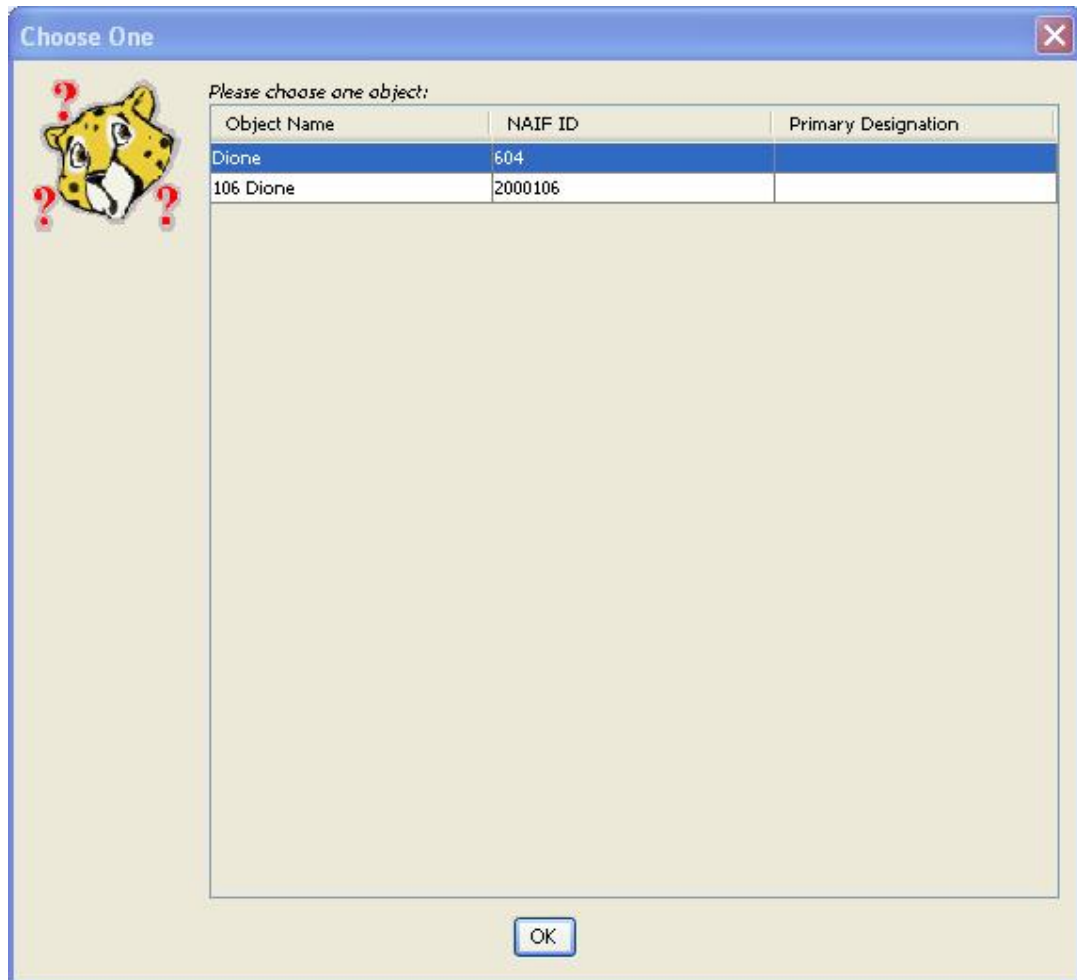 Choose One
Please choose one object:
Object Name NAIF ID Primary Designation
Dione 604
106 Dione 2000106
OK